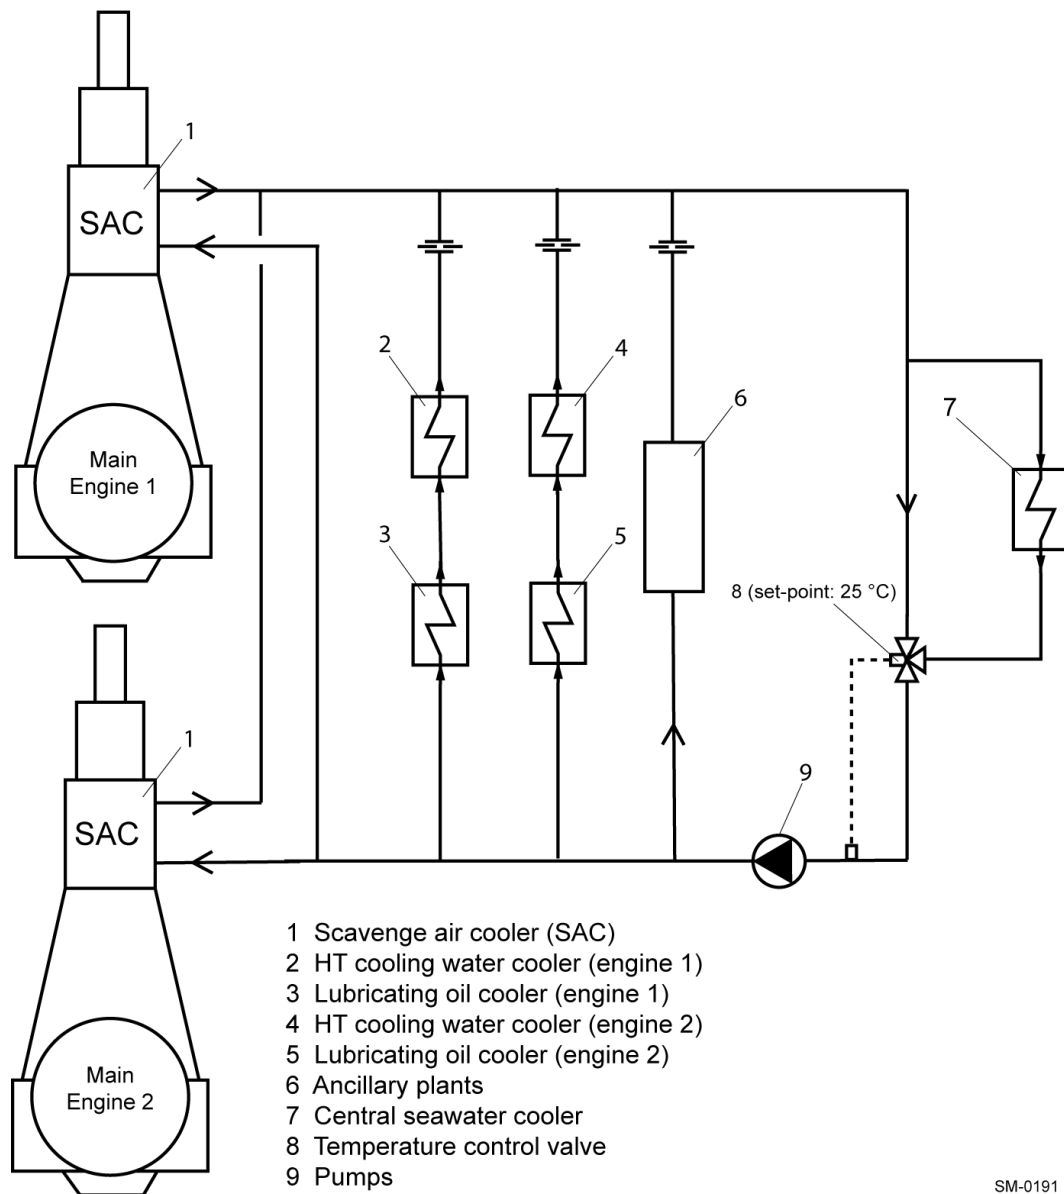 1
SAC
2
4
6
7
Main
Engine 1
3
5
8 (set-point: 25 °C)
1
9
SAC
1 Scavenge air cooler (SAC)
2 HT cooling water cooler (engine 1)
3 Lubricating oil cooler (engine 1)
4 HT cooling water cooler (engine 2)
5 Lubricating oil cooler (engine 2)
6 Ancillary plants
7 Central seawater cooler
8 Temperature control valve
9 Pumps
Main
Engine 2
SM-0191